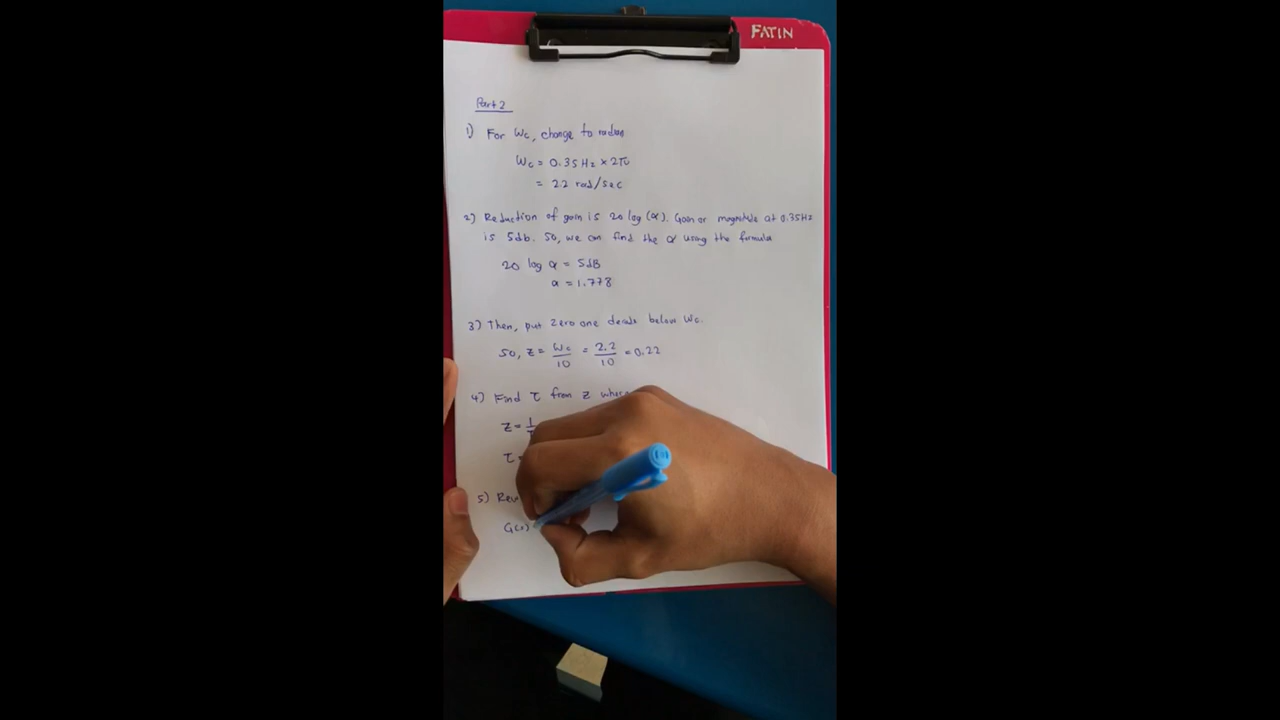 FATIN
Part 2
1) For Wc, change to radian
Wc = 0.35 Hz × 2π
= 2.2 rad/sec
2) Reduction of gain is 20 log (α). Gain or magnitude at 0.35Hz
is 5db. So, we can find the α using the formula
20 log α = 5dB
α = 1.778
3) Then, put zero one decade below Wc.
So, z = Wc/10 = 2.2/10 = 0.22
4) Find τ from z where
z = 1/
τ =
5)
G(s)